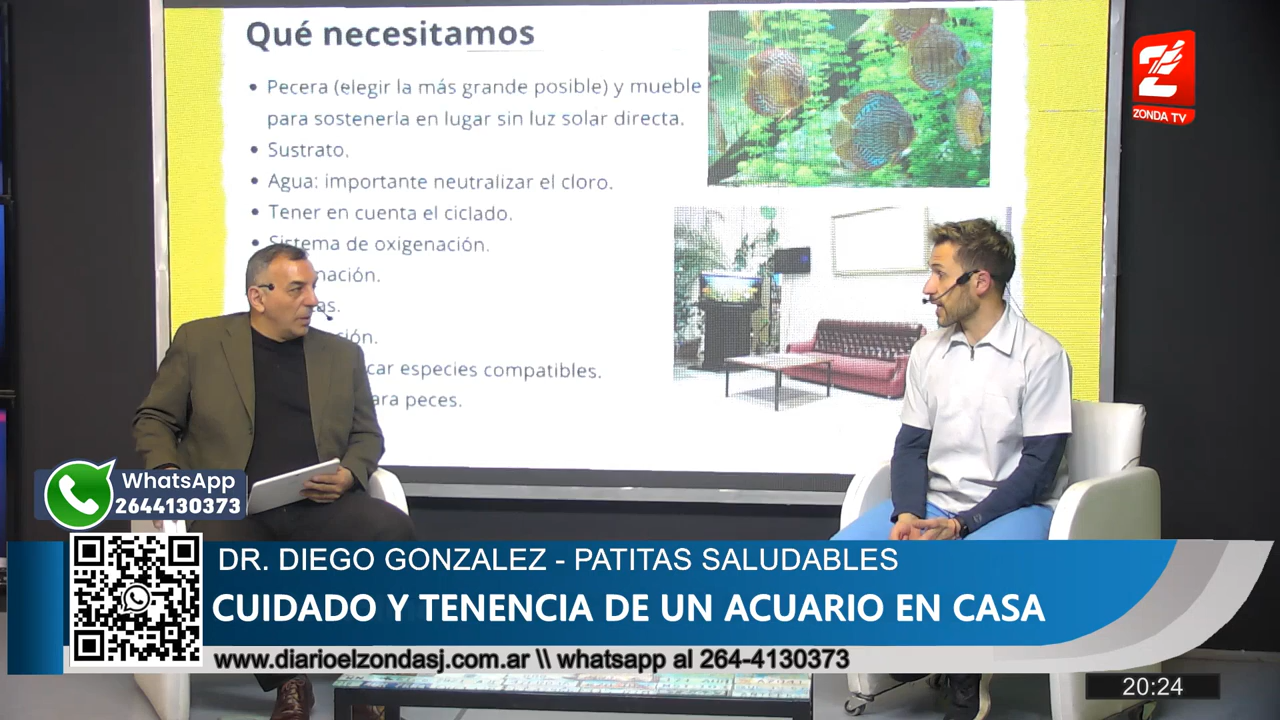 Qué necesitamos
• Pecera (elegir la más grande posible) y mueble
para sostenerla en lugar sin luz solar directa.
• Sustrato.
• Agua: importante neutralizar el cloro.
• Tener en cuenta el ciclado.
• Sistema de oxigenación.
especies compatibles.
peces.
ZONDA TV
WhatsApp
2644130373
DR. DIEGO GONZALEZ - PATITAS SALUDABLES
CUIDADO Y TENENCIA DE UN ACUARIO EN CASA
www.diarioelzondasj.com.ar \\ whatsapp al 264-4130373
20:24